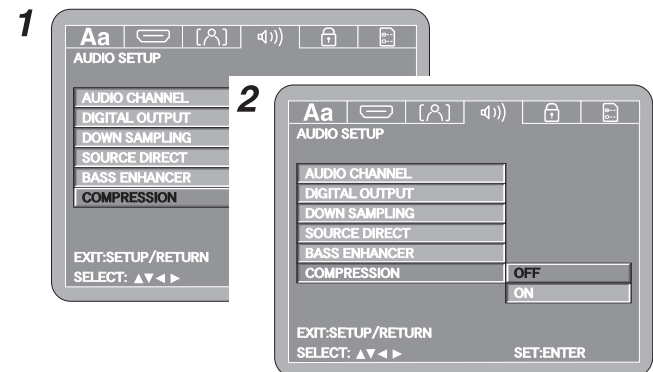 1
Aa
AUDIO SETUP
AUDIO CHANNEL
DIGITAL OUTPUT
DOWN SAMPLING
SOURCE DIRECT
BASS ENHANCER
COMPRESSION
EXIT:SETUP/RETURN
SELECT: ▲▼◄ ►
2
Aa
AUDIO SETUP
AUDIO CHANNEL
DIGITAL OUTPUT
DOWN SAMPLING
SOURCE DIRECT
BASS ENHANCER
COMPRESSION OFF
ON
EXIT:SETUP/RETURN
SELECT: ▲▼◄ ► SET:ENTER